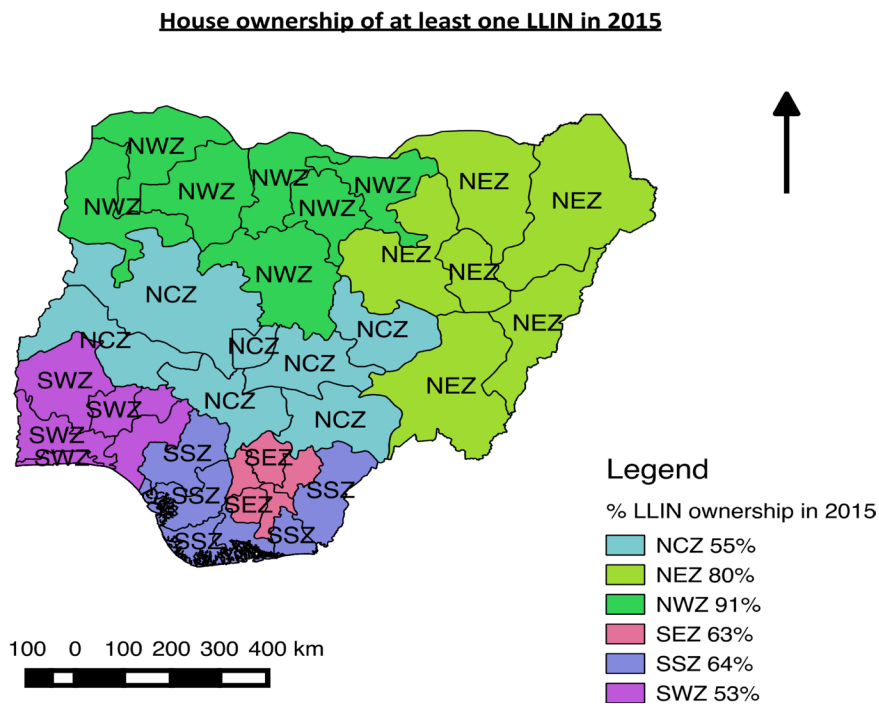 House ownership of at least one LLIN in 2015
NWZ
NWZ
NWZ
NWZ
NEZ
NWZ
NEZ
NWZ
NWZ
NEZ
NEZ
NWZ
NCZ
NEZ
NCZ
NCZ
NCZ
NCZ
SWZ
NEZ
NCZ
SWZ
NCZ
SWZ
SWZ
SSZ
SEZ
SSZ
SSZ
SEZ
SSZ
SSZ
Legend
% LLIN ownership in 2015
NCZ 55%
NEZ 80%
NWZ 91%
SEZ 63%
SSZ 64%
SWZ 53%
100 0 100 200 300 400 km